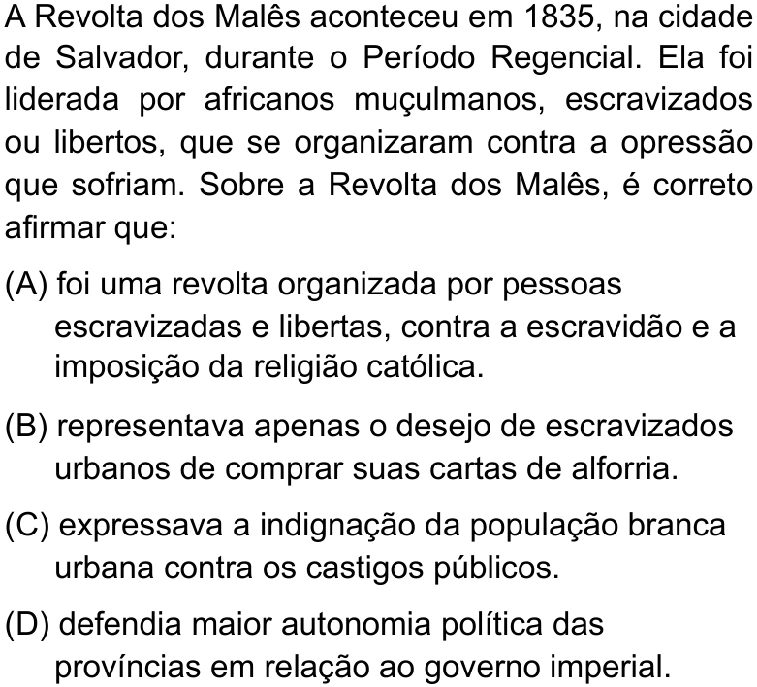 A Revolta dos Malês aconteceu em 1835, na cidade
de Salvador, durante o Período Regencial. Ela foi
liderada por africanos muçulmanos, escravizados
ou libertos, que se organizaram contra a opressão
que sofriam. Sobre a Revolta dos Malês, é correto
afirmar que:
(A) foi uma revolta organizada por pessoas
escravizadas e libertas, contra a escravidão e a
imposição da religião católica.
(B) representava apenas o desejo de escravizados
urbanos de comprar suas cartas de alforria.
(C) expressava a indignação da população branca
urbana contra os castigos públicos.
(D) defendia maior autonomia política das
províncias em relação ao governo imperial.